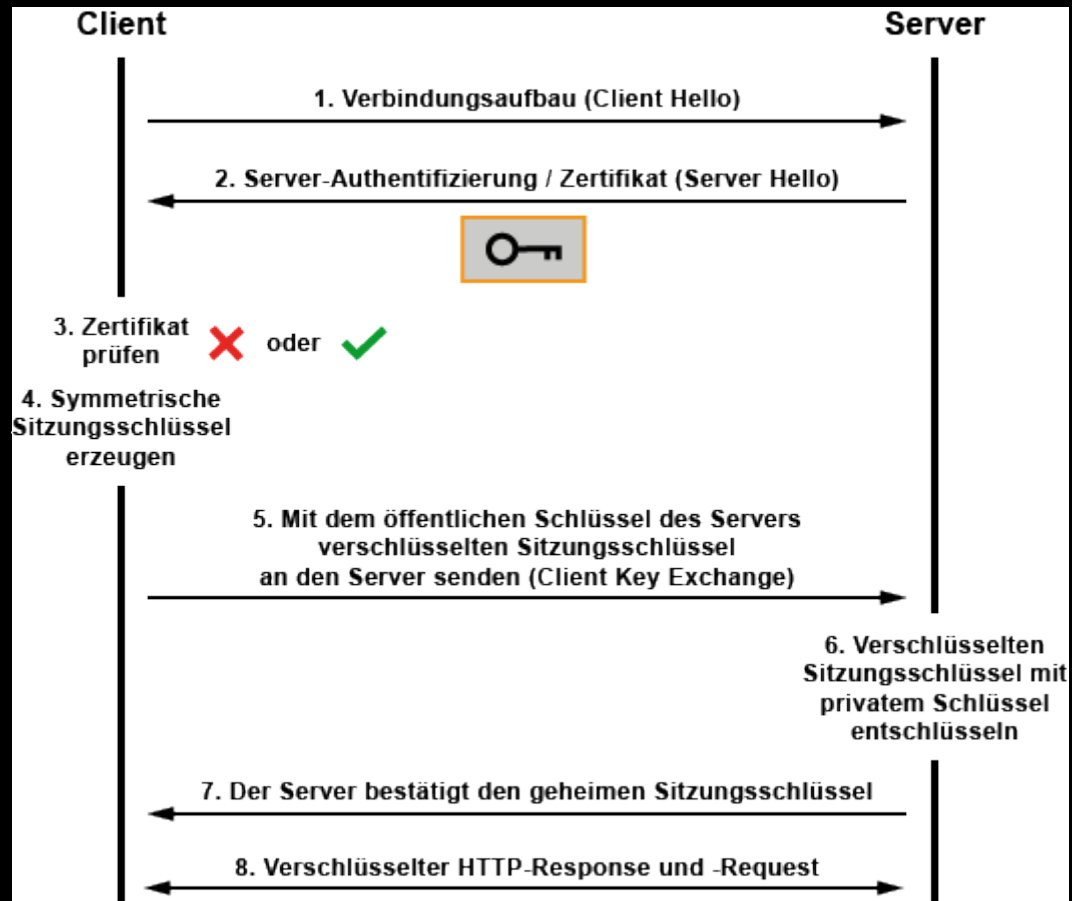 Client
Server
1. Verbindungsaufbau (Client Hello)
2. Server-Authentifizierung / Zertifikat (Server Hello)
3. Zertifikat
prüfen
oder
4. Symmetrische
Sitzungsschlüssel
erzeugen
5. Mit dem öffentlichen Schlüssel des Servers
verschlüsselten Sitzungsschlüssel
an den Server senden (Client Key Exchange)
6. Verschlüsselten
Sitzungsschlüssel mit
privatem Schlüssel
entschlüsseln
7. Der Server bestätigt den geheimen Sitzungsschlüssel
8. Verschlüsselter HTTP-Response und -Request